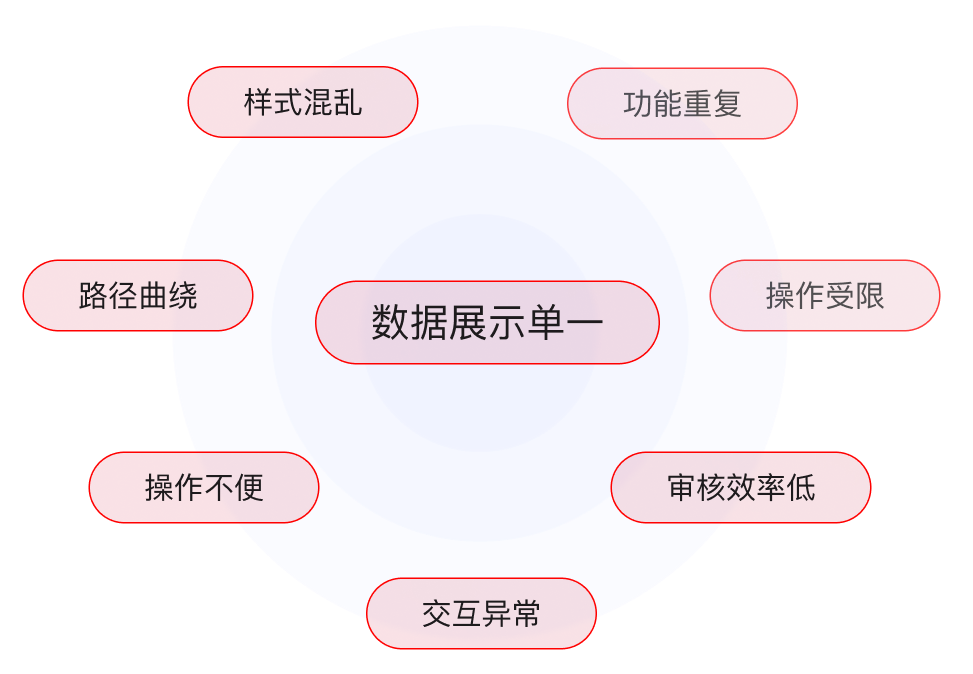 样式混乱
功能重复
路径曲绕
数据展示单一
操作受限
操作不便
审核效率低
交互异常